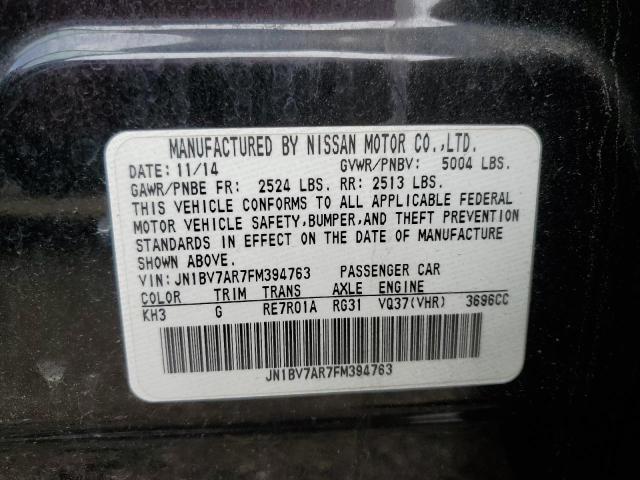 MANUFACTURED BY NISSAN MOTOR CO.,LTD.
DATE: 11/14 GVWR/PNBV: 5004 LBS.
GAWR/PNBE FR: 2524 LBS. RR: 2513 LBS.
THIS VEHICLE CONFORMS TO ALL APPLICABLE FEDERAL
MOTOR VEHICLE SAFETY,BUMPER,AND THEFT PREVENTION
STANDARDS IN EFFECT ON THE DATE OF MANUFACTURE
SHOWN ABOVE.
VIN: JN1BV7AR7FM394763 PASSENGER CAR
COLOR TRIM TRANS AXLE ENGINE
KH3 G RE7R01A RG31 VQ37(VHR) 3696CC
JN1BV7AR7FM394763